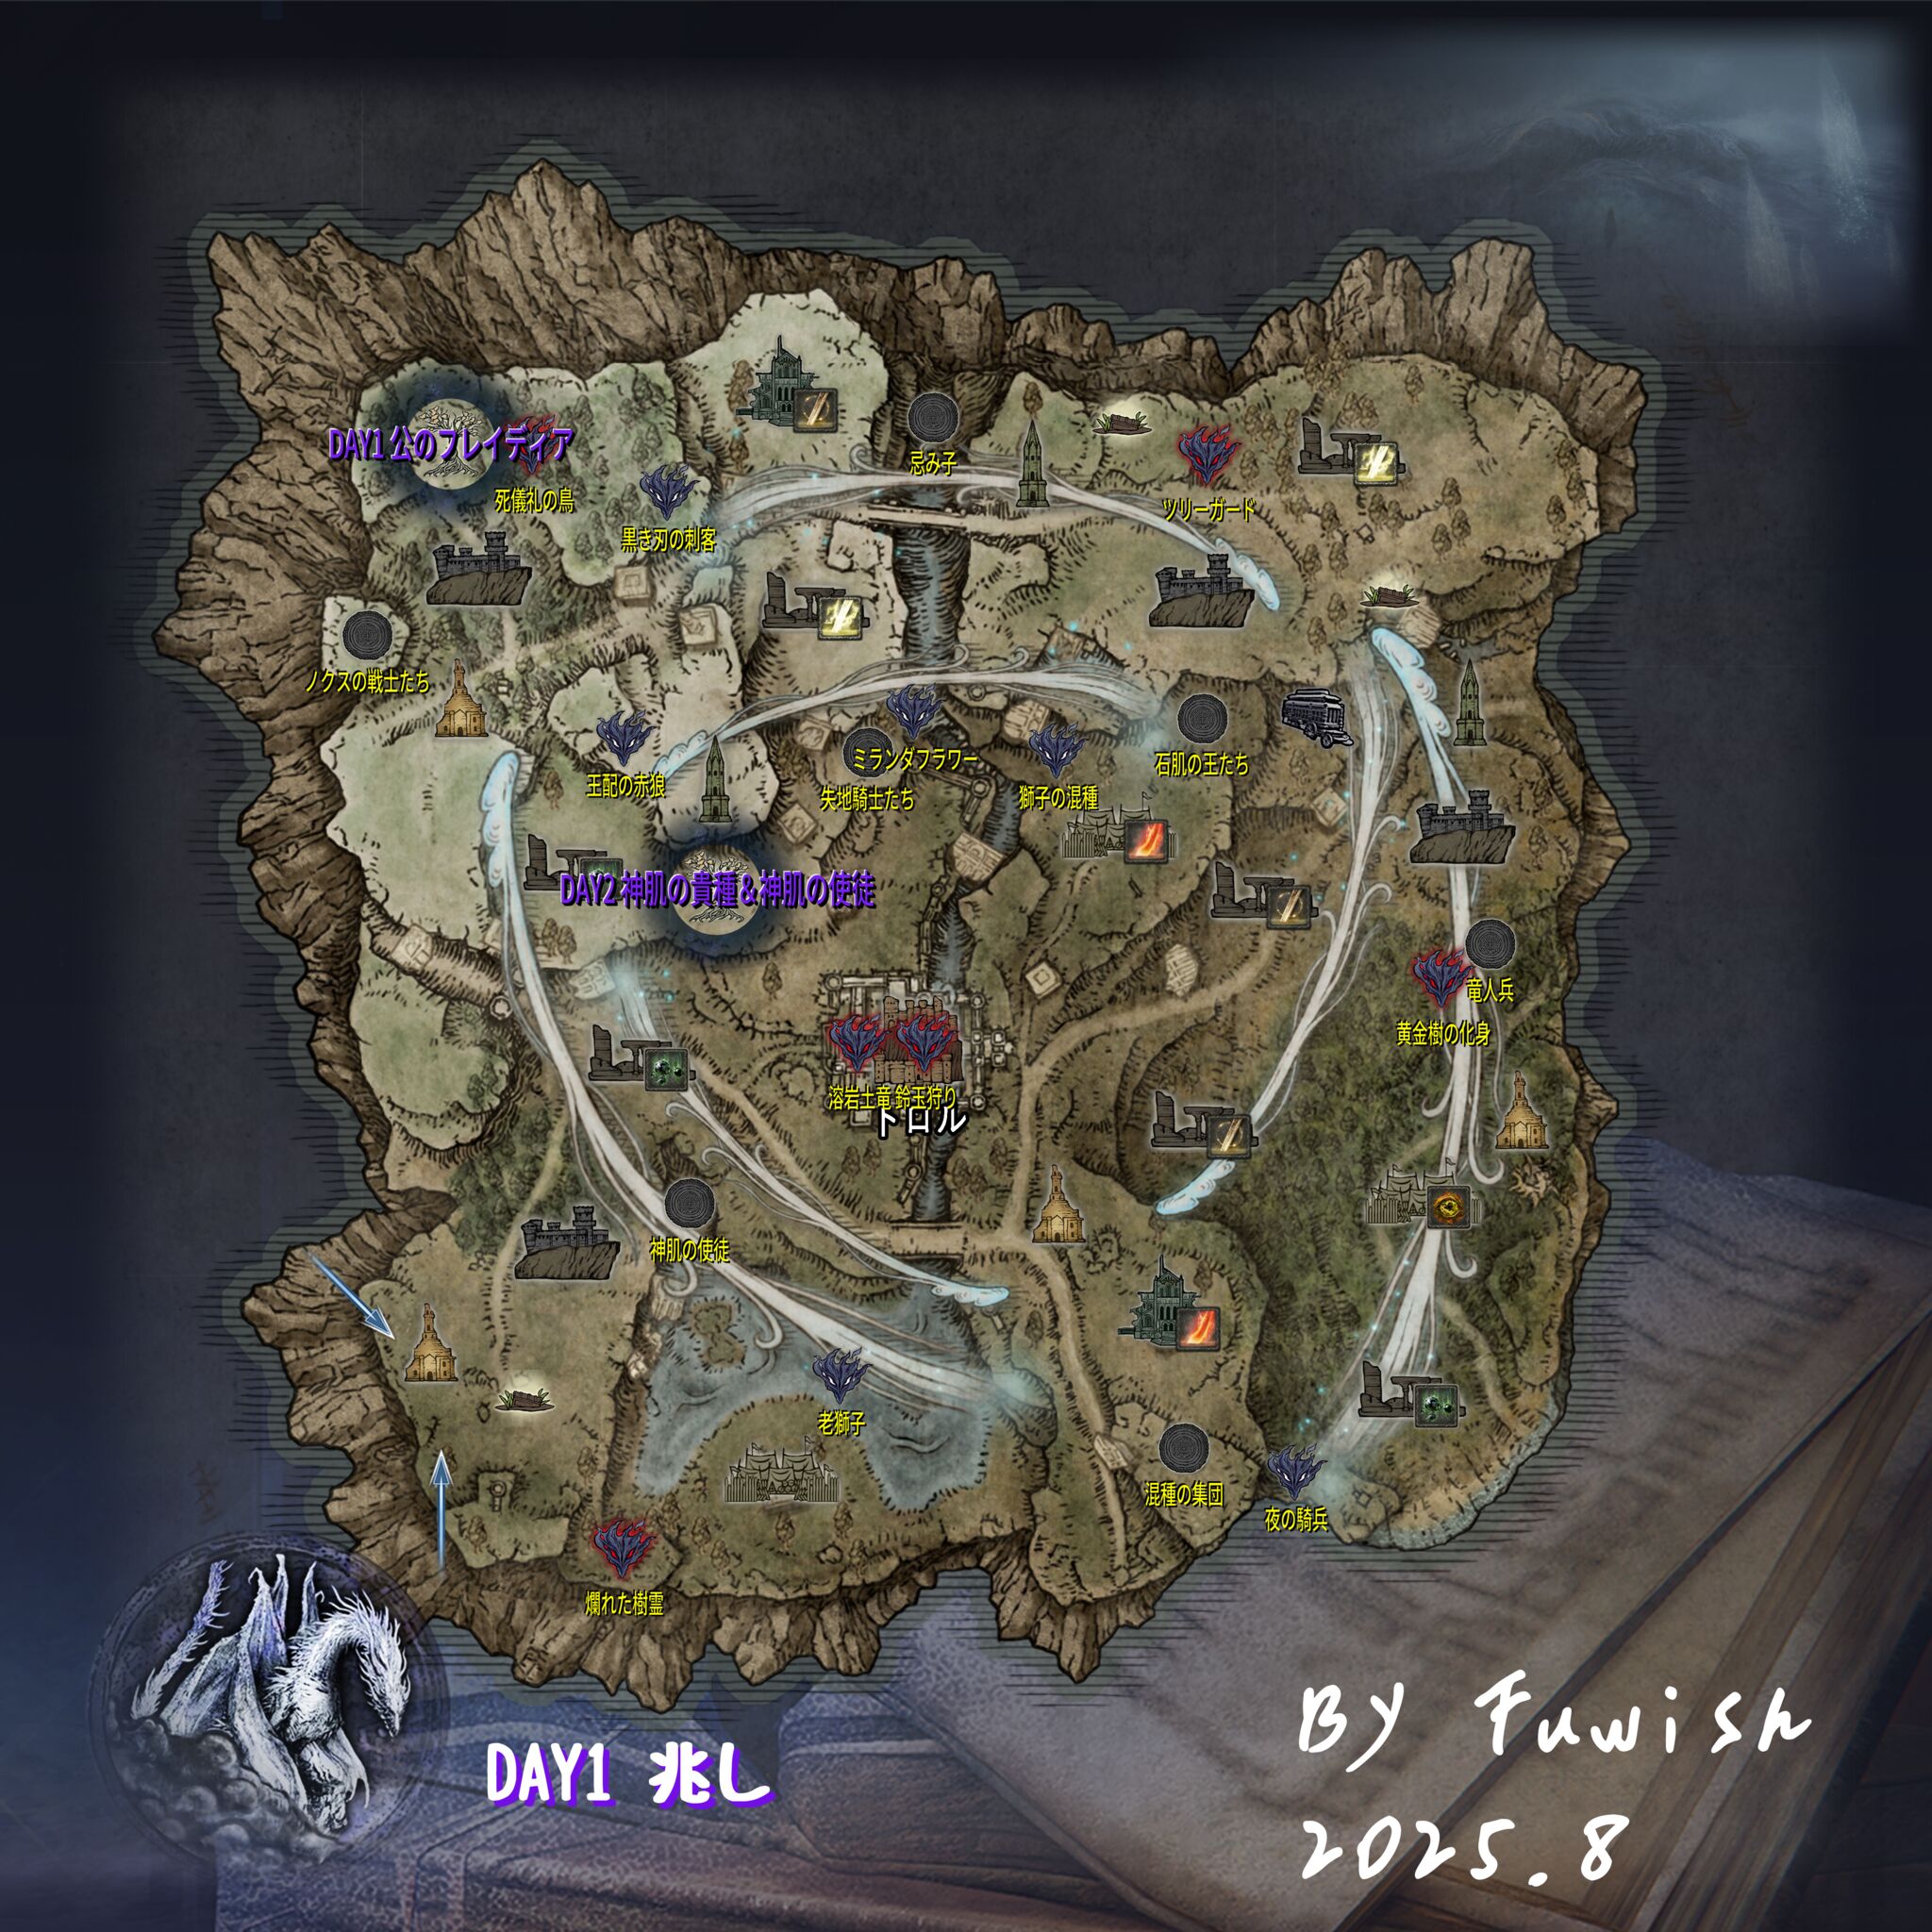 DAY1 公のフレイディア
死儀礼の鳥
黒き刃の刺客
忌み子
ツリーガード
ノクスの戦士たち
王配の赤狼
ミランダフラワー
失地騎士たち
獅子の混種
石肌の王たち
DAY2 神肌の貴種&神肌の使徒
竜人兵
黄金樹の化身
溶岩土竜
鈴玉狩り
トロル
神肌の使徒
老獅子
混種の集団
夜の騎兵
爛れた樹霊
DAY1 兆し
BY Fuwish
2025.8